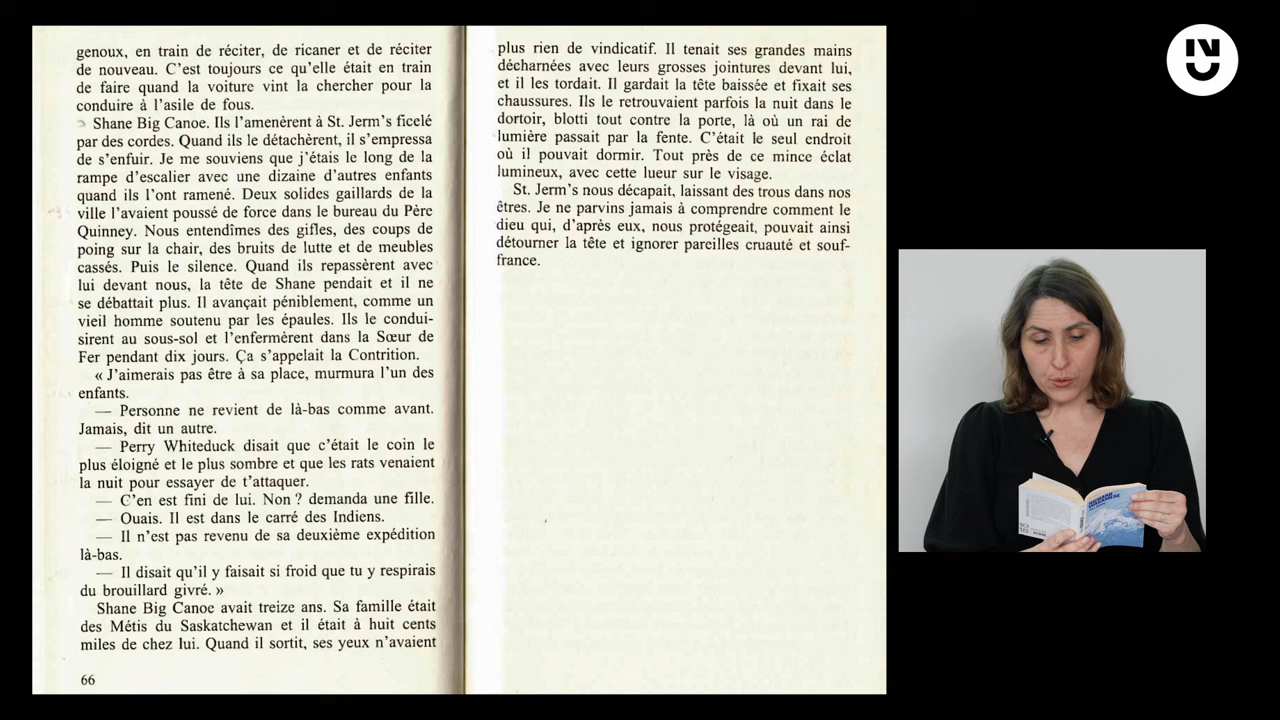 genoux, en train de réciter, de ricaner et de réciter
de nouveau. C’est toujours ce qu’elle était en train
de faire quand la voiture vint la chercher pour la
conduire à l’asile de fous.
Shane Big Canoe. Ils l’amenèrent à St. Jerm’s ficelé
par des cordes. Quand ils le détachèrent, il s’empressa
de s’enfuir. Je me souviens que j’étais le long de la
rampe d’escalier avec une dizaine d’autres enfants
quand ils l’ont ramené. Deux solides gaillards de la
ville l’avaient poussé de force dans le bureau du Père
Quinney. Nous entendîmes des gifles, des coups de
poing sur la chair, des bruits de lutte et de meubles
cassés. Puis le silence. Quand ils repassèrent avec
lui devant nous, la tête de Shane pendait et il ne
se débattait plus. Il avançait péniblement, comme un
vieil homme soutenu par les épaules. Ils le condui-
sirent au sous-sol et l’enfermèrent dans la Sœur de
Fer pendant dix jours. Ça s’appelait la Contrition.
« J’aimerais pas être à sa place, murmura l’un des
enfants.
— Personne ne revient de là-bas comme avant.
Jamais, dit un autre.
— Perry Whiteduck disait que c’était le coin le
plus éloigné et le plus sombre et que les rats venaient
la nuit pour essayer de t’attaquer.
— C’en est fini de lui. Non ? demanda une fille.
— Ouais. Il est dans le carré des Indiens.
— Il n’est pas revenu de sa deuxième expédition
là-bas.
— Il disait qu’il y faisait si froid que tu y respirais
du brouillard givré. »
Shane Big Canoe avait treize ans. Sa famille était
des Métis du Saskatchewan et il était à huit cents
miles de chez lui. Quand il sortit, ses yeux n’avaient
66
plus rien de vindicatif. Il tenait ses grandes mains
décharnées avec leurs grosses jointures devant lui,
et il les tordait. Il gardait la tête baissée et fixait ses
chaussures. Ils le retrouvaient parfois la nuit dans le
dortoir, blotti tout contre la porte, là où un rai de
lumière passait par la fente. C’était le seul endroit
où il pouvait dormir. Tout près de ce mince éclat
lumineux, avec cette lueur sur le visage.
St. Jerm’s nous décapait, laissant des trous dans nos
êtres. Je ne parvins jamais à comprendre comment le
dieu qui, d’après eux, nous protégeait, pouvait ainsi
détourner la tête et ignorer pareilles cruauté et souf-
france.
RICHARD
WAGAMESE